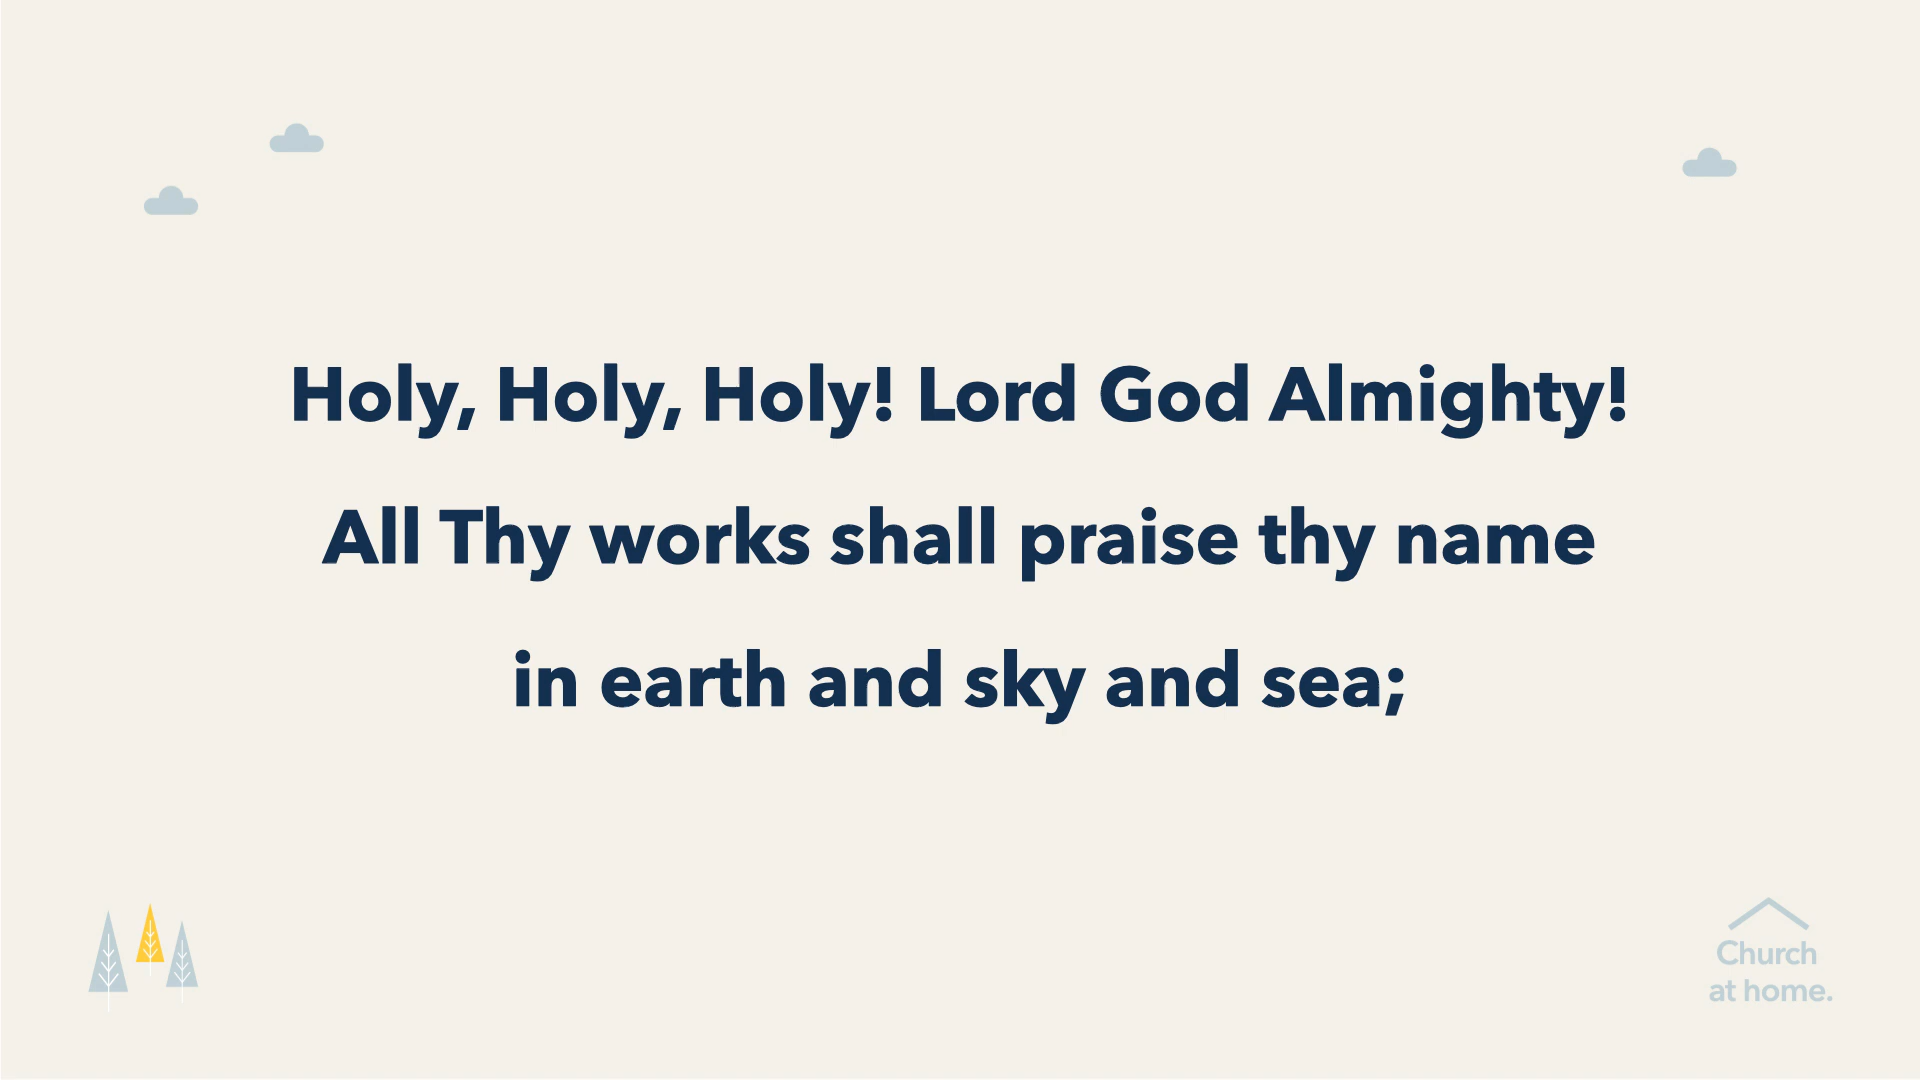 Holy, Holy, Holy! Lord God Almighty!
All Thy works shall praise thy name
in earth and sky and sea;
Church
at home.